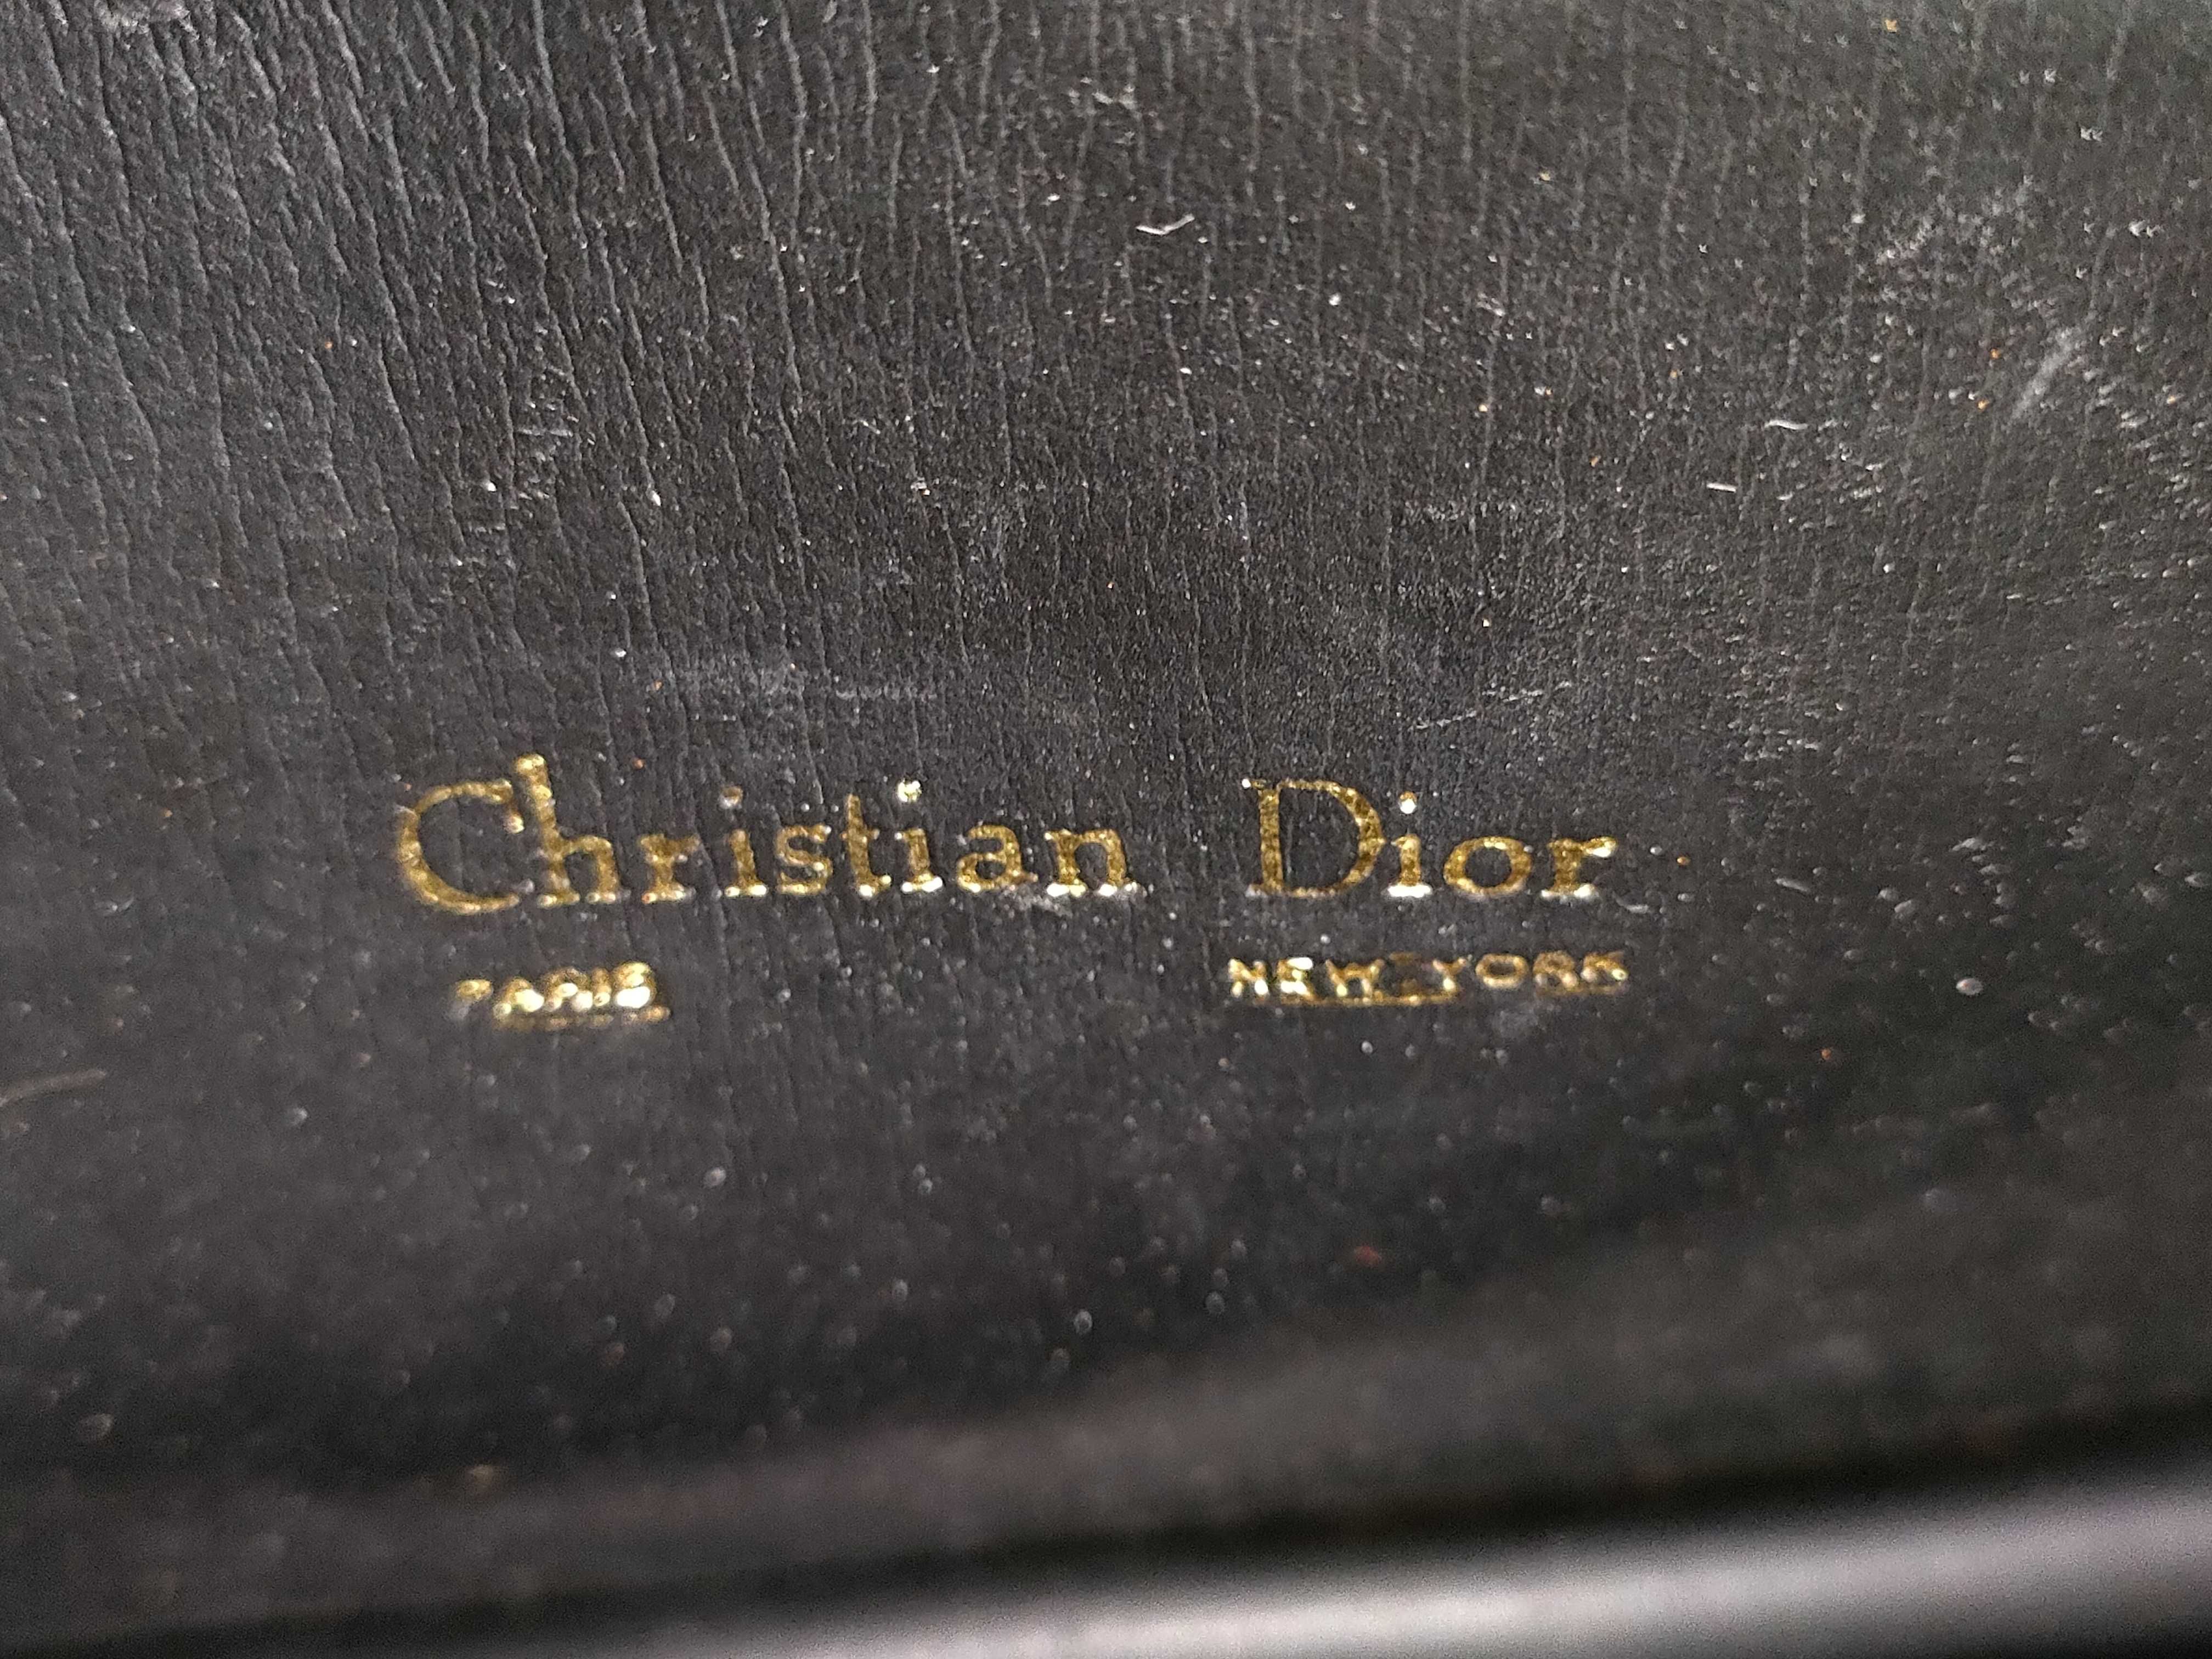 Christian Dior
PARIS NEW YORK